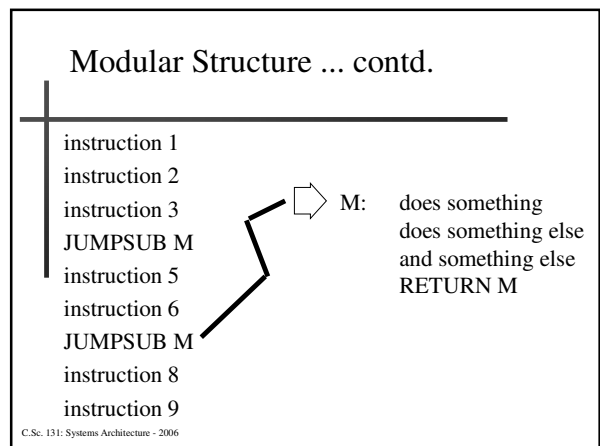 Modular Structure ... contd.
instruction 1
instruction 2
instruction 3
JUMPSUB M
instruction 5
instruction 6
JUMPSUB M
instruction 8
instruction 9
M: does something
does something else
and something else
RETURN M
C.Sc. 131: Systems Architecture - 2006